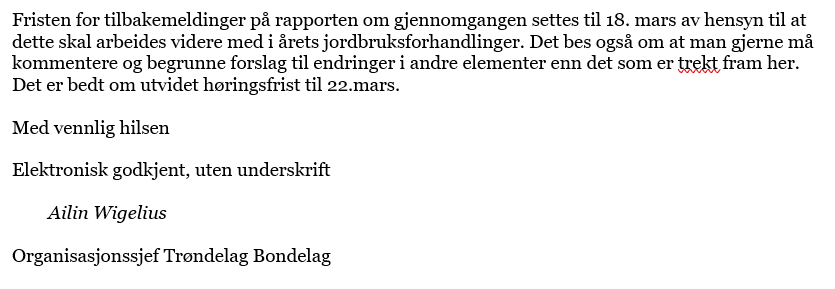 Fristen for tilbakemeldinger på rapporten om gjennomgangen settes til 18. mars av hensyn til at
dette skal arbeides videre med i årets jordbruksforhandlinger. Det bes også om at man gjerne må
kommentere og begrunne forslag til endringer i andre elementer enn det som er trekt fram her.
Det er bedt om utvidet høringsfrist til 22.mars.
Med vennlig hilsen
Elektronisk godkjent, uten underskrift
Ailin Wigelius
Organisasjonssjef Trøndelag Bondelag